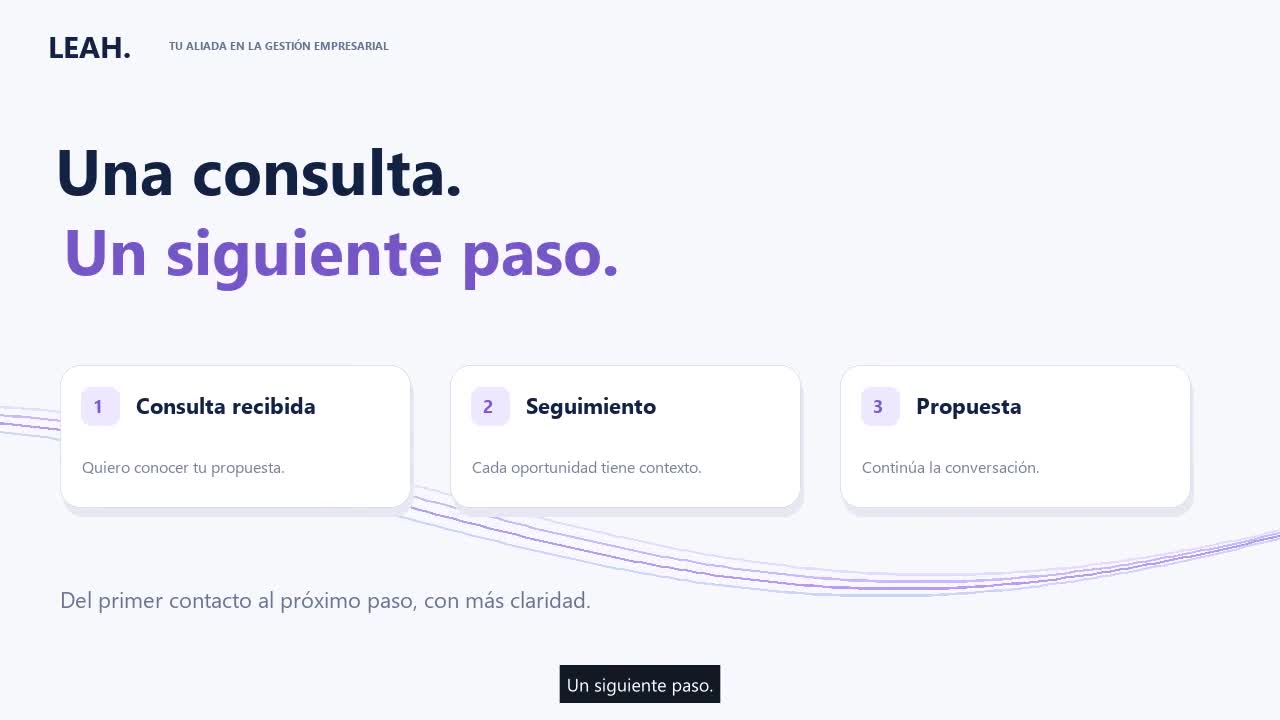 LEAH.
TU ALIADA EN LA GESTIÓN EMPRESARIAL
Una consulta.
Un siguiente paso.
1 Consulta recibida
Quiero conocer tu propuesta.
2 Seguimiento
Cada oportunidad tiene contexto.
3 Propuesta
Continúa la conversación.
Del primer contacto al próximo paso, con más claridad.
Un siguiente paso.